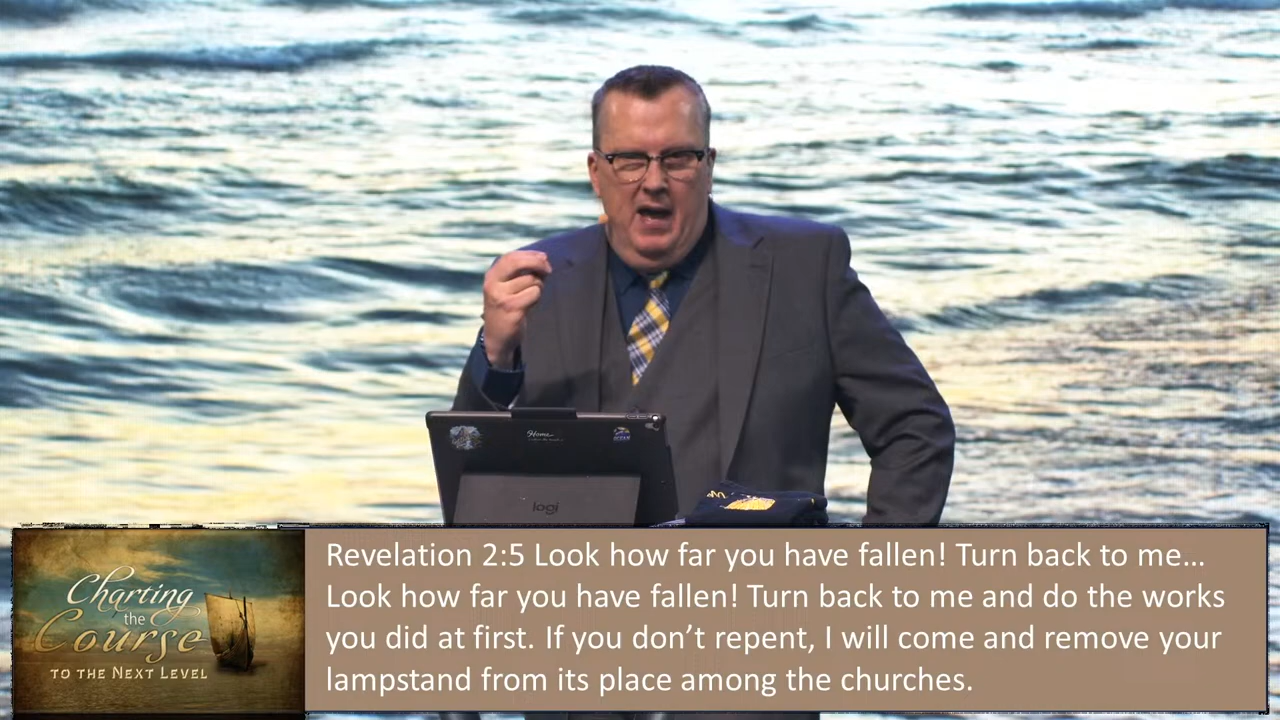 Home
logi
Charting
the
Course
TO THE NEXT LEVEL
Revelation 2:5 Look how far you have fallen! Turn back to me…
Look how far you have fallen! Turn back to me and do the works
you did at first. If you don’t repent, I will come and remove your
lampstand from its place among the churches.